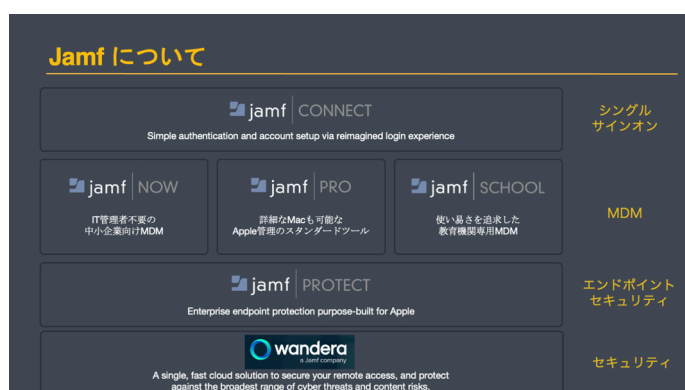 Jamf について
jamf CONNECT
Simple authentication and account setup via reimagined login experience
シングル
サインオン
jamf NOW
IT管理者不要の
中小企業向けMDM
jamf PRO
詳細なMacも可能な
Apple管理のスタンダードツール
jamf SCHOOL
使い易さを追求した
教育機関専用MDM
MDM
jamf PROTECT
Enterprise endpoint protection purpose-built for Apple
エンドポイント
セキュリティ
wandera
a Jamf company
A single, fast cloud solution to secure your remote access, and protect
against the broadest range of cyber threats and content risks.
セキュリティ